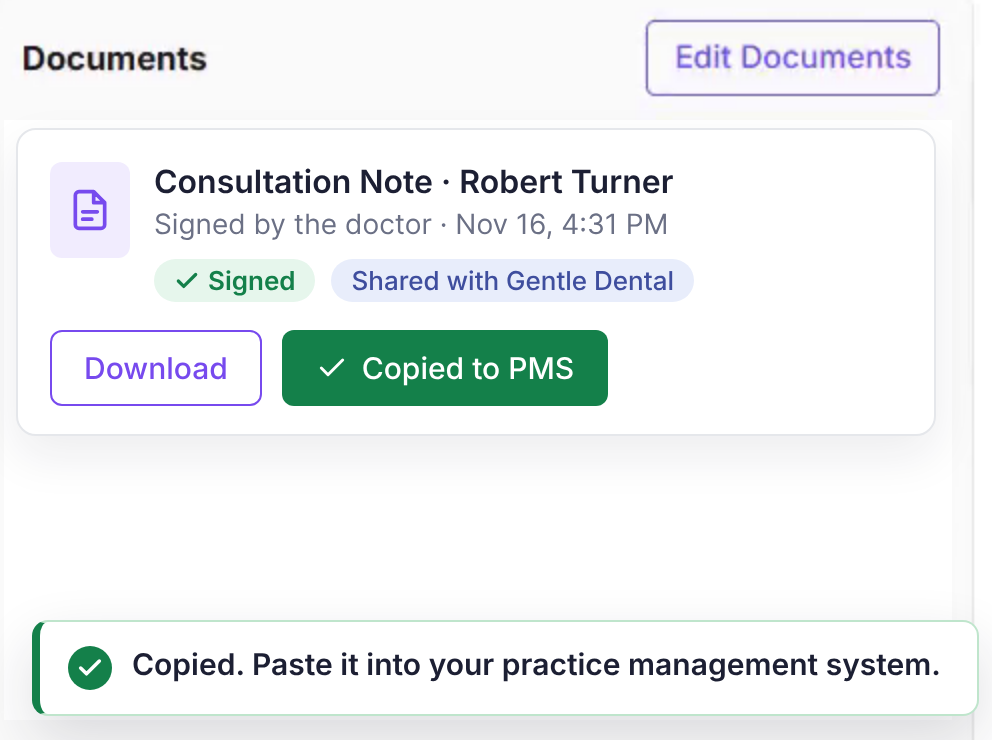 Documents
Edit Documents
Consultation Note · Robert Turner
Signed by the doctor · Nov 16, 4:31 PM
Signed
Shared with Gentle Dental
Download
Copied to PMS
Copied. Paste it into your practice management system.